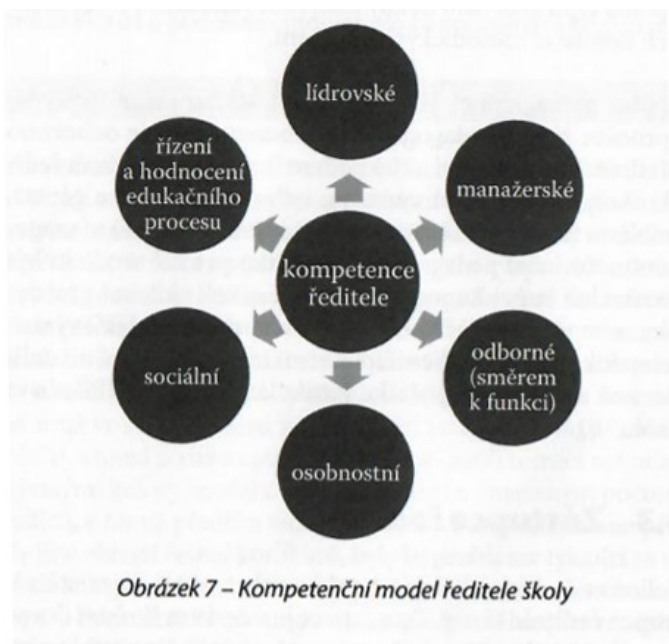 lídrovské
manažerské
odborné
(směrem
k funkci)
osobnostní
sociální
řízení
a hodnocení
edukačního
procesu
kompetence
ředitele
Obrázek 7 – Kompetenční model ředitele školy